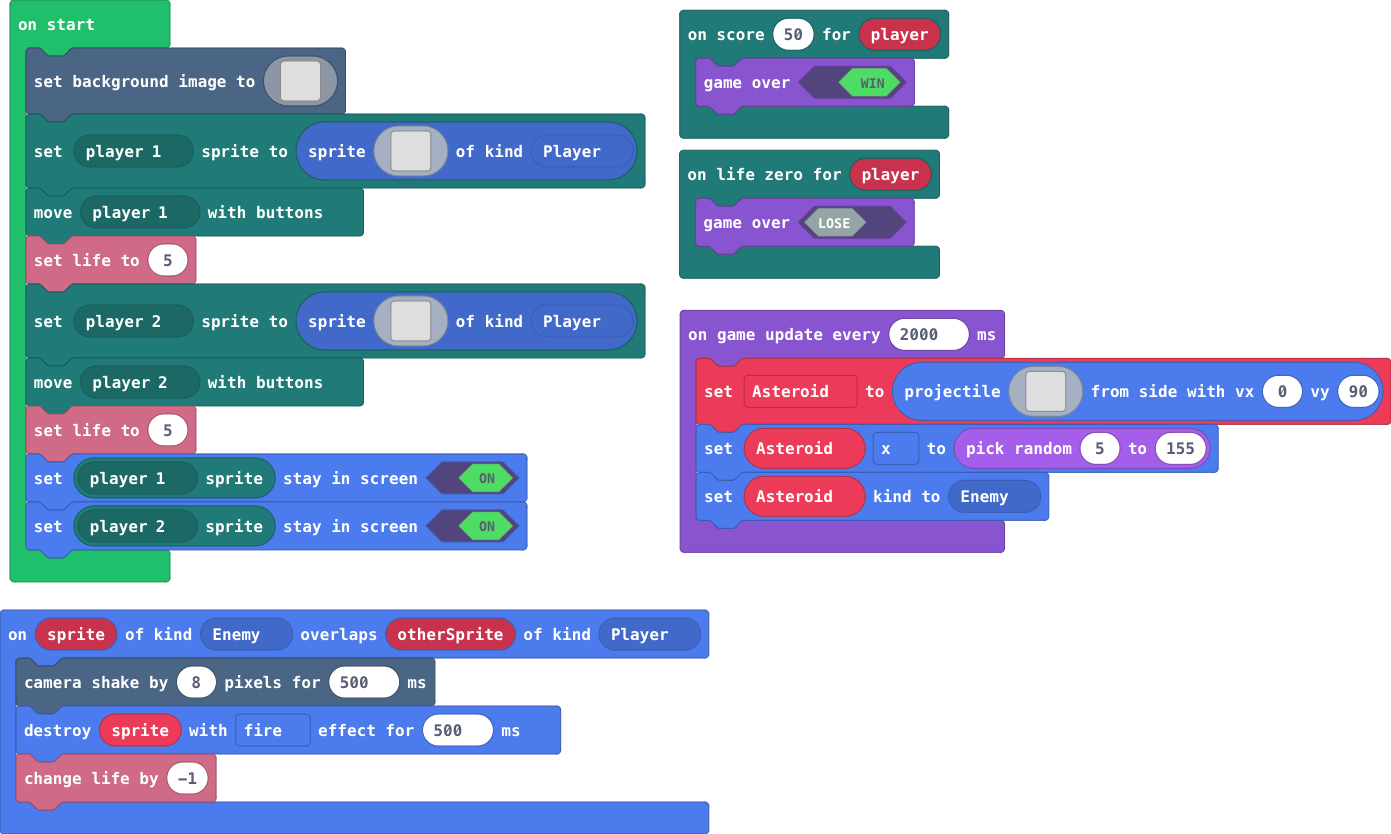 on start
set background image to
set player 1 sprite to sprite of kind Player
move player 1 with buttons
set life to 5
set player 2 sprite to sprite of kind Player
move player 2 with buttons
set life to 5
set player 1 sprite stay in screen ON
set player 2 sprite stay in screen ON
on score 50 for player
game over WIN
on life zero for player
game over LOSE
on game update every 2000 ms
set Asteroid to projectile from side with vx 0 vy 90
set Asteroid x to pick random 5 to 155
set Asteroid kind to Enemy
on sprite of kind Enemy overlaps otherSprite of kind Player
camera shake by 8 pixels for 500 ms
destroy sprite with fire effect for 500 ms
change life by −1